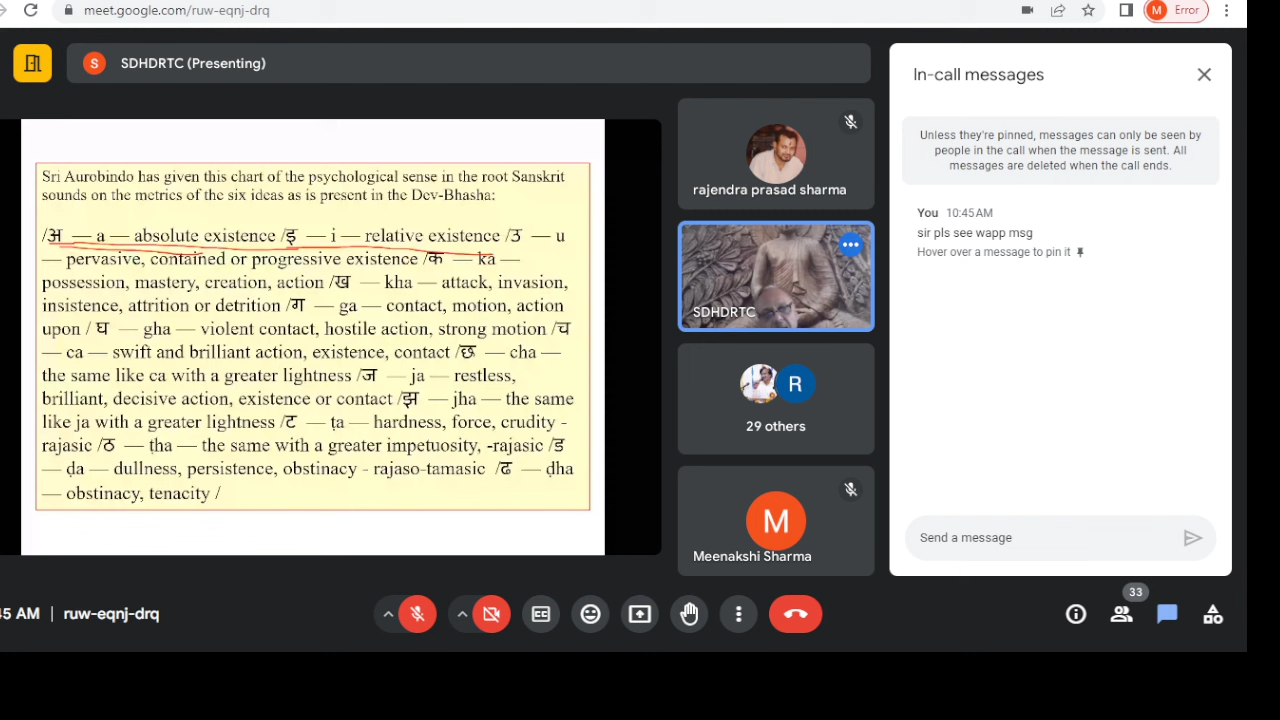 meet.google.com/ruw-eqnj-drq
M Error
S SDHDRTC (Presenting)
Sri Aurobindo has given this chart of the psychological sense in the root Sanskrit
sounds on the metrics of the six ideas as is present in the Dev-Bhasha:
/अ — a — absolute existence /इ — i — relative existence /उ — u
— pervasive, contained or progressive existence /क — ka —
possession, mastery, creation, action /ख — kha — attack, invasion,
insistence, attrition or detrition /ग — ga — contact, motion, action
upon / घ — gha — violent contact, hostile action, strong motion /च
— ca — swift and brilliant action, existence, contact /छ — cha —
the same like ca with a greater lightness /ज — ja — restless,
brilliant, decisive action, existence or contact /झ — jha — the same
like ja with a greater lightness /ट — ṭa — hardness, force, crudity -
rajasic /ठ — ṭha — the same with a greater impetuosity, -rajasic /ड
— ḍa — dullness, persistence, obstinacy - rajaso-tamasic /ढ — ḍha
— obstinacy, tenacity /
rajendra prasad sharma
SDHDRTC
R
29 others
M
Meenakshi Sharma
In-call messages
Unless they're pinned, messages can only be seen by
people in the call when the message is sent. All
messages are deleted when the call ends.
You 10:45AM
sir pls see wapp msg
Hover over a message to pin it
Send a message
45 AM | ruw-eqnj-drq
33